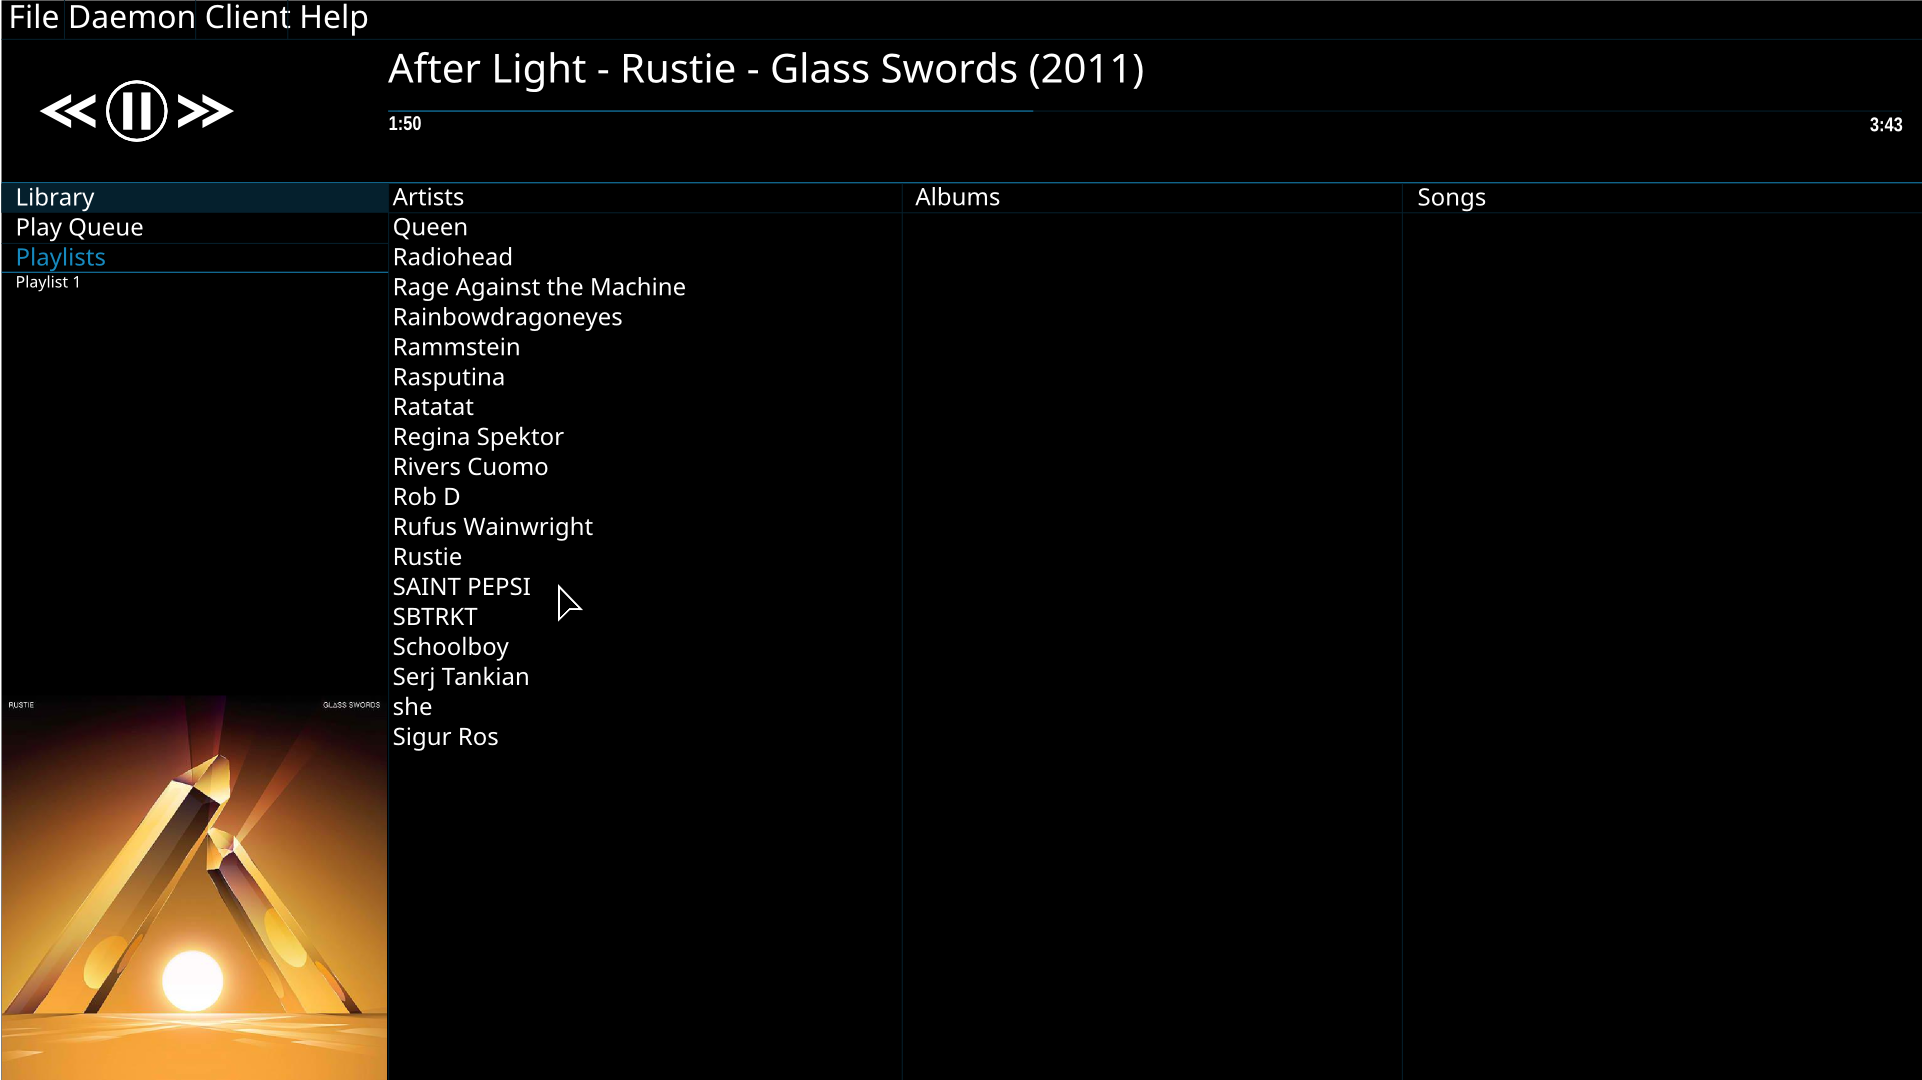 File Daemon Client Help
After Light - Rustie - Glass Swords (2011)
1:50 3:43
Library
Play Queue
Playlists
Playlist 1
Artists
Queen
Radiohead
Rage Against the Machine
Rainbowdragoneyes
Rammstein
Rasputina
Ratatat
Regina Spektor
Rivers Cuomo
Rob D
Rufus Wainwright
Rustie
SAINT PEPSI
SBTRKT
Schoolboy
Serj Tankian
she
Sigur Ros
Albums
Songs
RUSTIE GLASS SWORDS